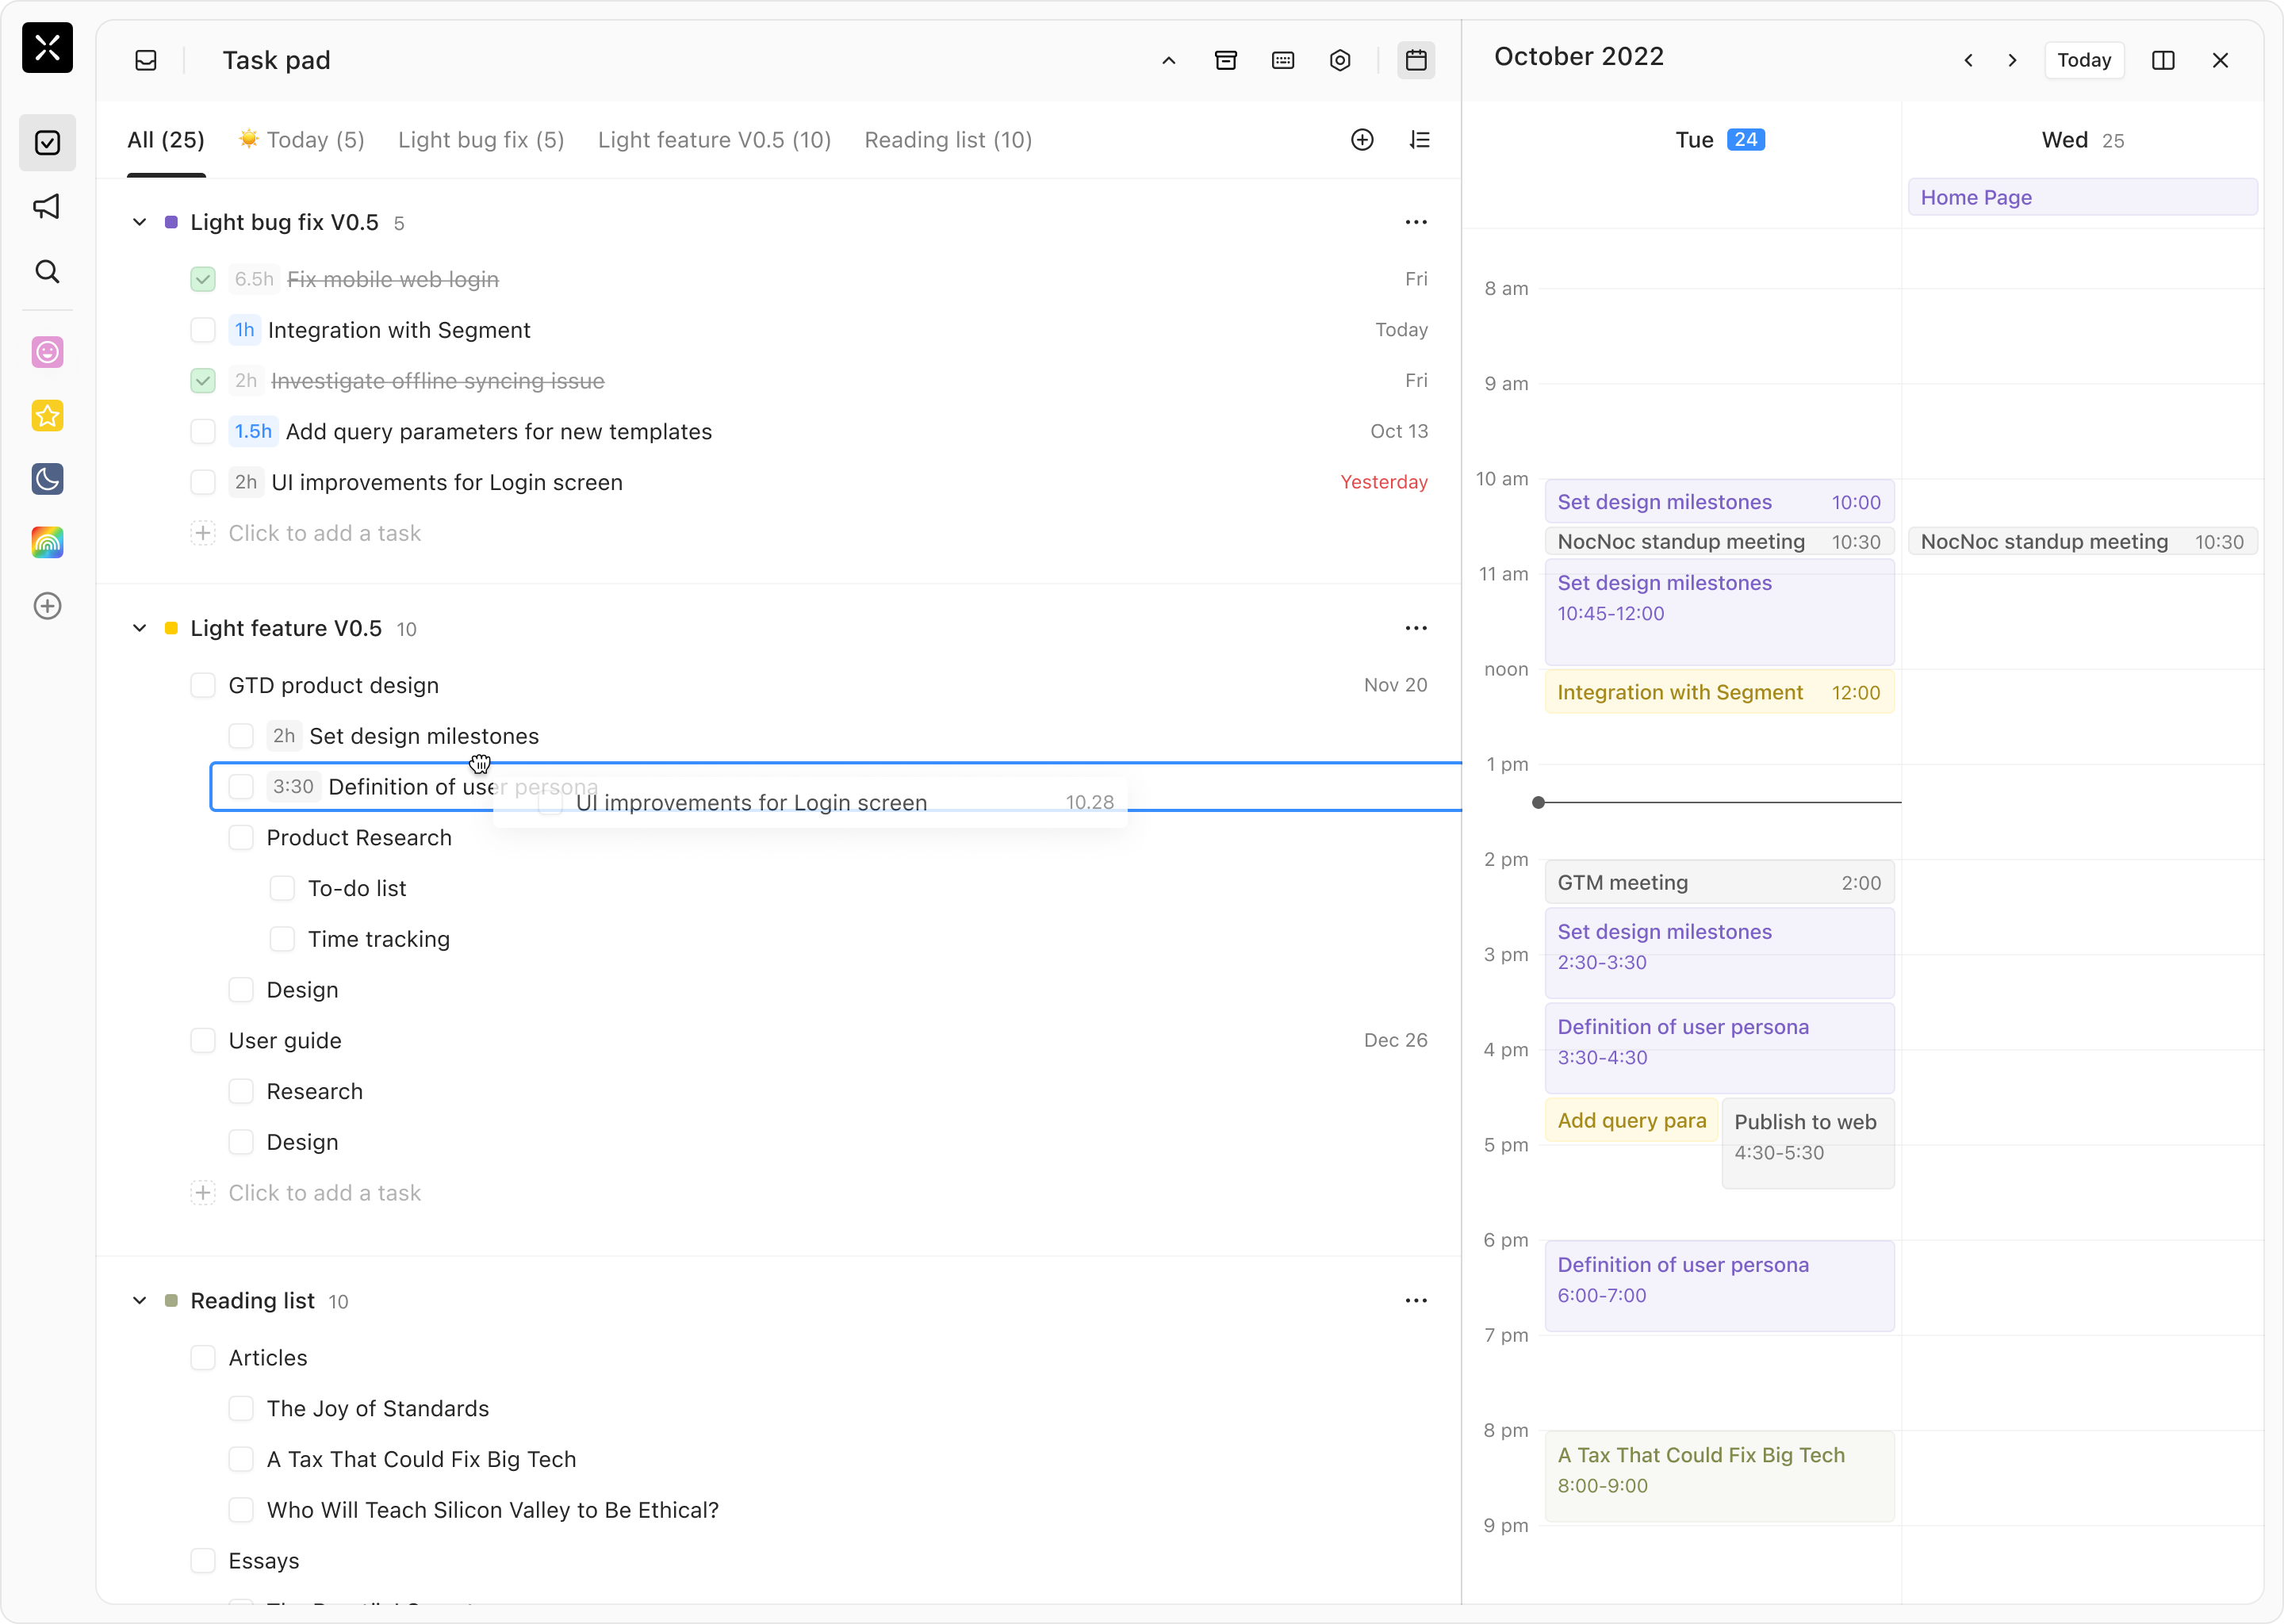 Task pad
All (25)
Today (5)
Light bug fix (5)
Light feature V0.5 (10)
Reading list (10)
Light bug fix V0.5 5
6.5h Fix mobile web login Fri
1h Integration with Segment Today
2h Investigate offline syncing issue Fri
1.5h Add query parameters for new templates Oct 13
2h UI improvements for Login screen Yesterday
Click to add a task
Light feature V0.5 10
GTD product design Nov 20
2h Set design milestones
3:30 Definition of user persona
UI improvements for Login screen 10.28
Product Research
To-do list
Time tracking
Design
User guide Dec 26
Research
Design
Click to add a task
Reading list 10
Articles
The Joy of Standards
A Tax That Could Fix Big Tech
Who Will Teach Silicon Valley to Be Ethical?
Essays
October 2022
Today
Tue 24
Wed 25
Home Page
8 am
9 am
10 am
Set design milestones 10:00
NocNoc standup meeting 10:30
NocNoc standup meeting 10:30
11 am
Set design milestones
10:45-12:00
noon
Integration with Segment 12:00
1 pm
2 pm
GTM meeting 2:00
Set design milestones
3 pm
2:30-3:30
Definition of user persona
4 pm
3:30-4:30
Add query para
Publish to web
5 pm
4:30-5:30
6 pm
Definition of user persona
6:00-7:00
7 pm
8 pm
A Tax That Could Fix Big Tech
8:00-9:00
9 pm